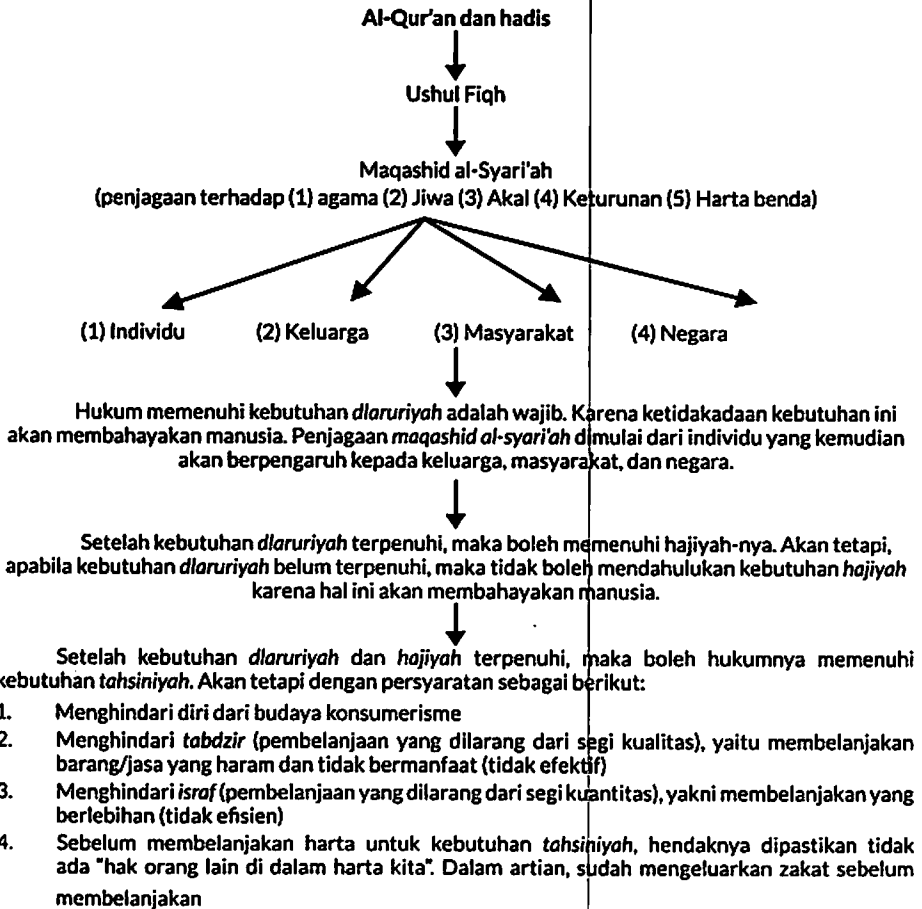 Al-Qur'an dan hadis
Ushul Fiqh
Maqashid al-Syari'ah
(penjagaan terhadap (1) agama (2) Jiwa (3) Akal (4) Keturunan (5) Harta benda)
(1) Individu (2) Keluarga (3) Masyarakat (4) Negara
Hukum memenuhi kebutuhan dlaruriyah adalah wajib. Karena ketidakadaan kebutuhan ini
akan membahayakan manusia. Penjagaan maqashid al-syari'ah dimulai dari individu yang kemudian
akan berpengaruh kepada keluarga, masyarakat, dan negara.
Setelah kebutuhan dlaruriyah terpenuhi, maka boleh memenuhi hajiyah-nya. Akan tetapi,
apabila kebutuhan dlaruriyah belum terpenuhi, maka tidak boleh mendahulukan kebutuhan hajiyah
karena hal ini akan membahayakan manusia.
Setelah kebutuhan dlaruriyah dan hajiyah terpenuhi, maka boleh hukumnya memenuhi
kebutuhan tahsiniyah. Akan tetapi dengan persyaratan sebagai berikut:
1. Menghindari diri dari budaya konsumerisme
2. Menghindari tabdzir (pembelanjaan yang dilarang dari segi kualitas), yaitu membelanjakan
barang/jasa yang haram dan tidak bermanfaat (tidak efektif)
3. Menghindari israf (pembelanjaan yang dilarang dari segi kuantitas), yakni membelanjakan yang
berlebihan (tidak efisien)
4. Sebelum membelanjakan harta untuk kebutuhan tahsiniyah, hendaknya dipastikan tidak
ada "hak orang lain di dalam harta kita". Dalam artian, sudah mengeluarkan zakat sebelum
membelanjakan